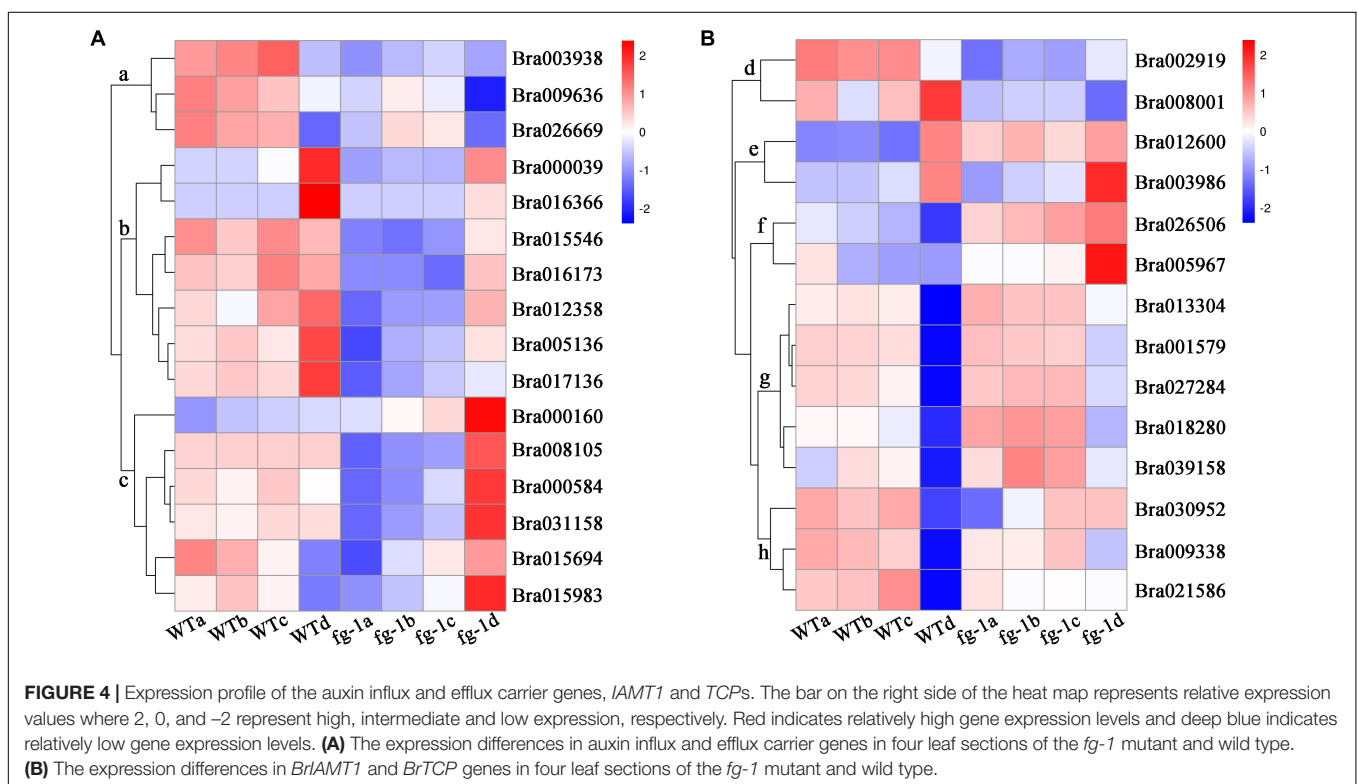 A
a
b
c
Bra003938
Bra009636
Bra026669
Bra000039
Bra016366
Bra015546
Bra016173
Bra012358
Bra005136
Bra017136
Bra000160
Bra008105
Bra000584
Bra031158
Bra015694
Bra015983
WTa WTb WTc WTd fg-1a fg-1b fg-1c fg-1d
2
1
0
-1
-2
B
d
e
f
g
h
Bra002919
Bra008001
Bra012600
Bra003986
Bra026506
Bra005967
Bra013304
Bra001579
Bra027284
Bra018280
Bra039158
Bra030952
Bra009338
Bra021586
WTa WTb WTc WTd fg-1a fg-1b fg-1c fg-1d
2
1
0
-1
-2
FIGURE 4 | Expression profile of the auxin influx and efflux carrier genes, IAMT1 and TCPs. The bar on the right side of the heat map represents relative expression
values where 2, 0, and –2 represent high, intermediate and low expression, respectively. Red indicates relatively high gene expression levels and deep blue indicates
relatively low gene expression levels. (A) The expression differences in auxin influx and efflux carrier genes in four leaf sections of the fg-1 mutant and wild type.
(B) The expression differences in BrIAMT1 and BrTCP genes in four leaf sections of the fg-1 mutant and wild type.